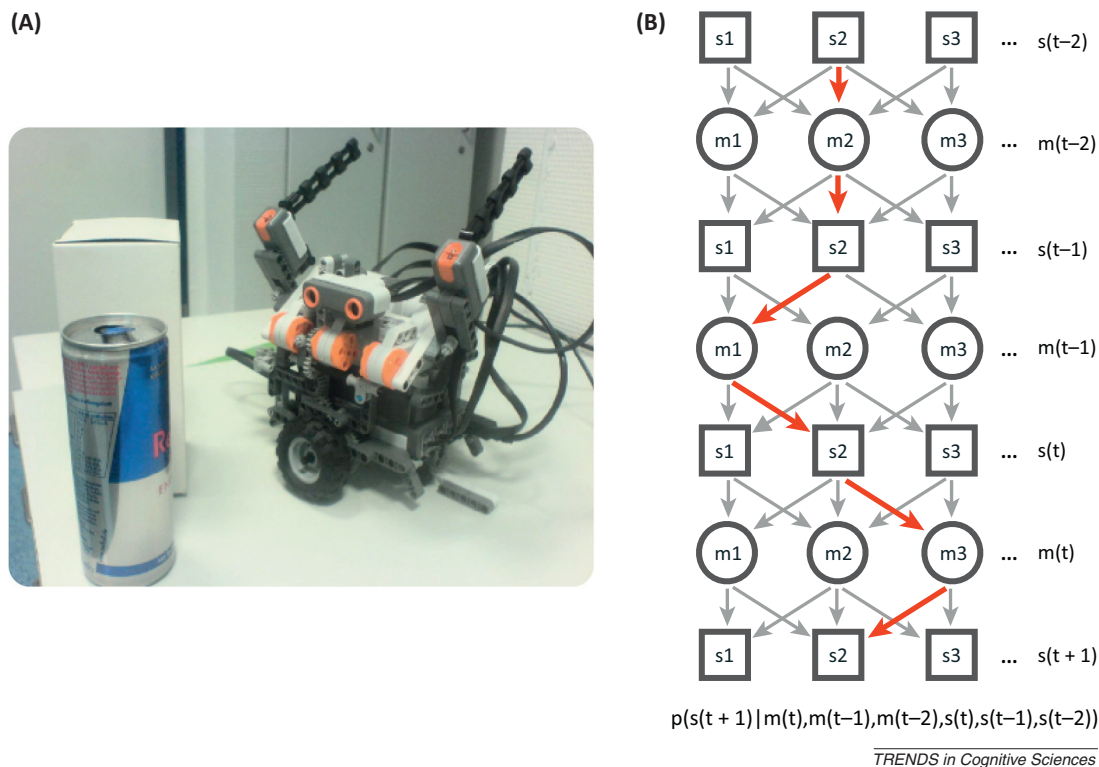 (A)
(B)
s1 s2 s3 ... s(t–2)
m1 m2 m3 ... m(t–2)
s1 s2 s3 ... s(t–1)
m1 m2 m3 ... m(t–1)
s1 s2 s3 ... s(t)
m1 m2 m3 ... m(t)
s1 s2 s3 ... s(t + 1)
p(s(t + 1)|m(t),m(t–1),m(t–2),s(t),s(t–1),s(t–2))
TRENDS in Cognitive Sciences